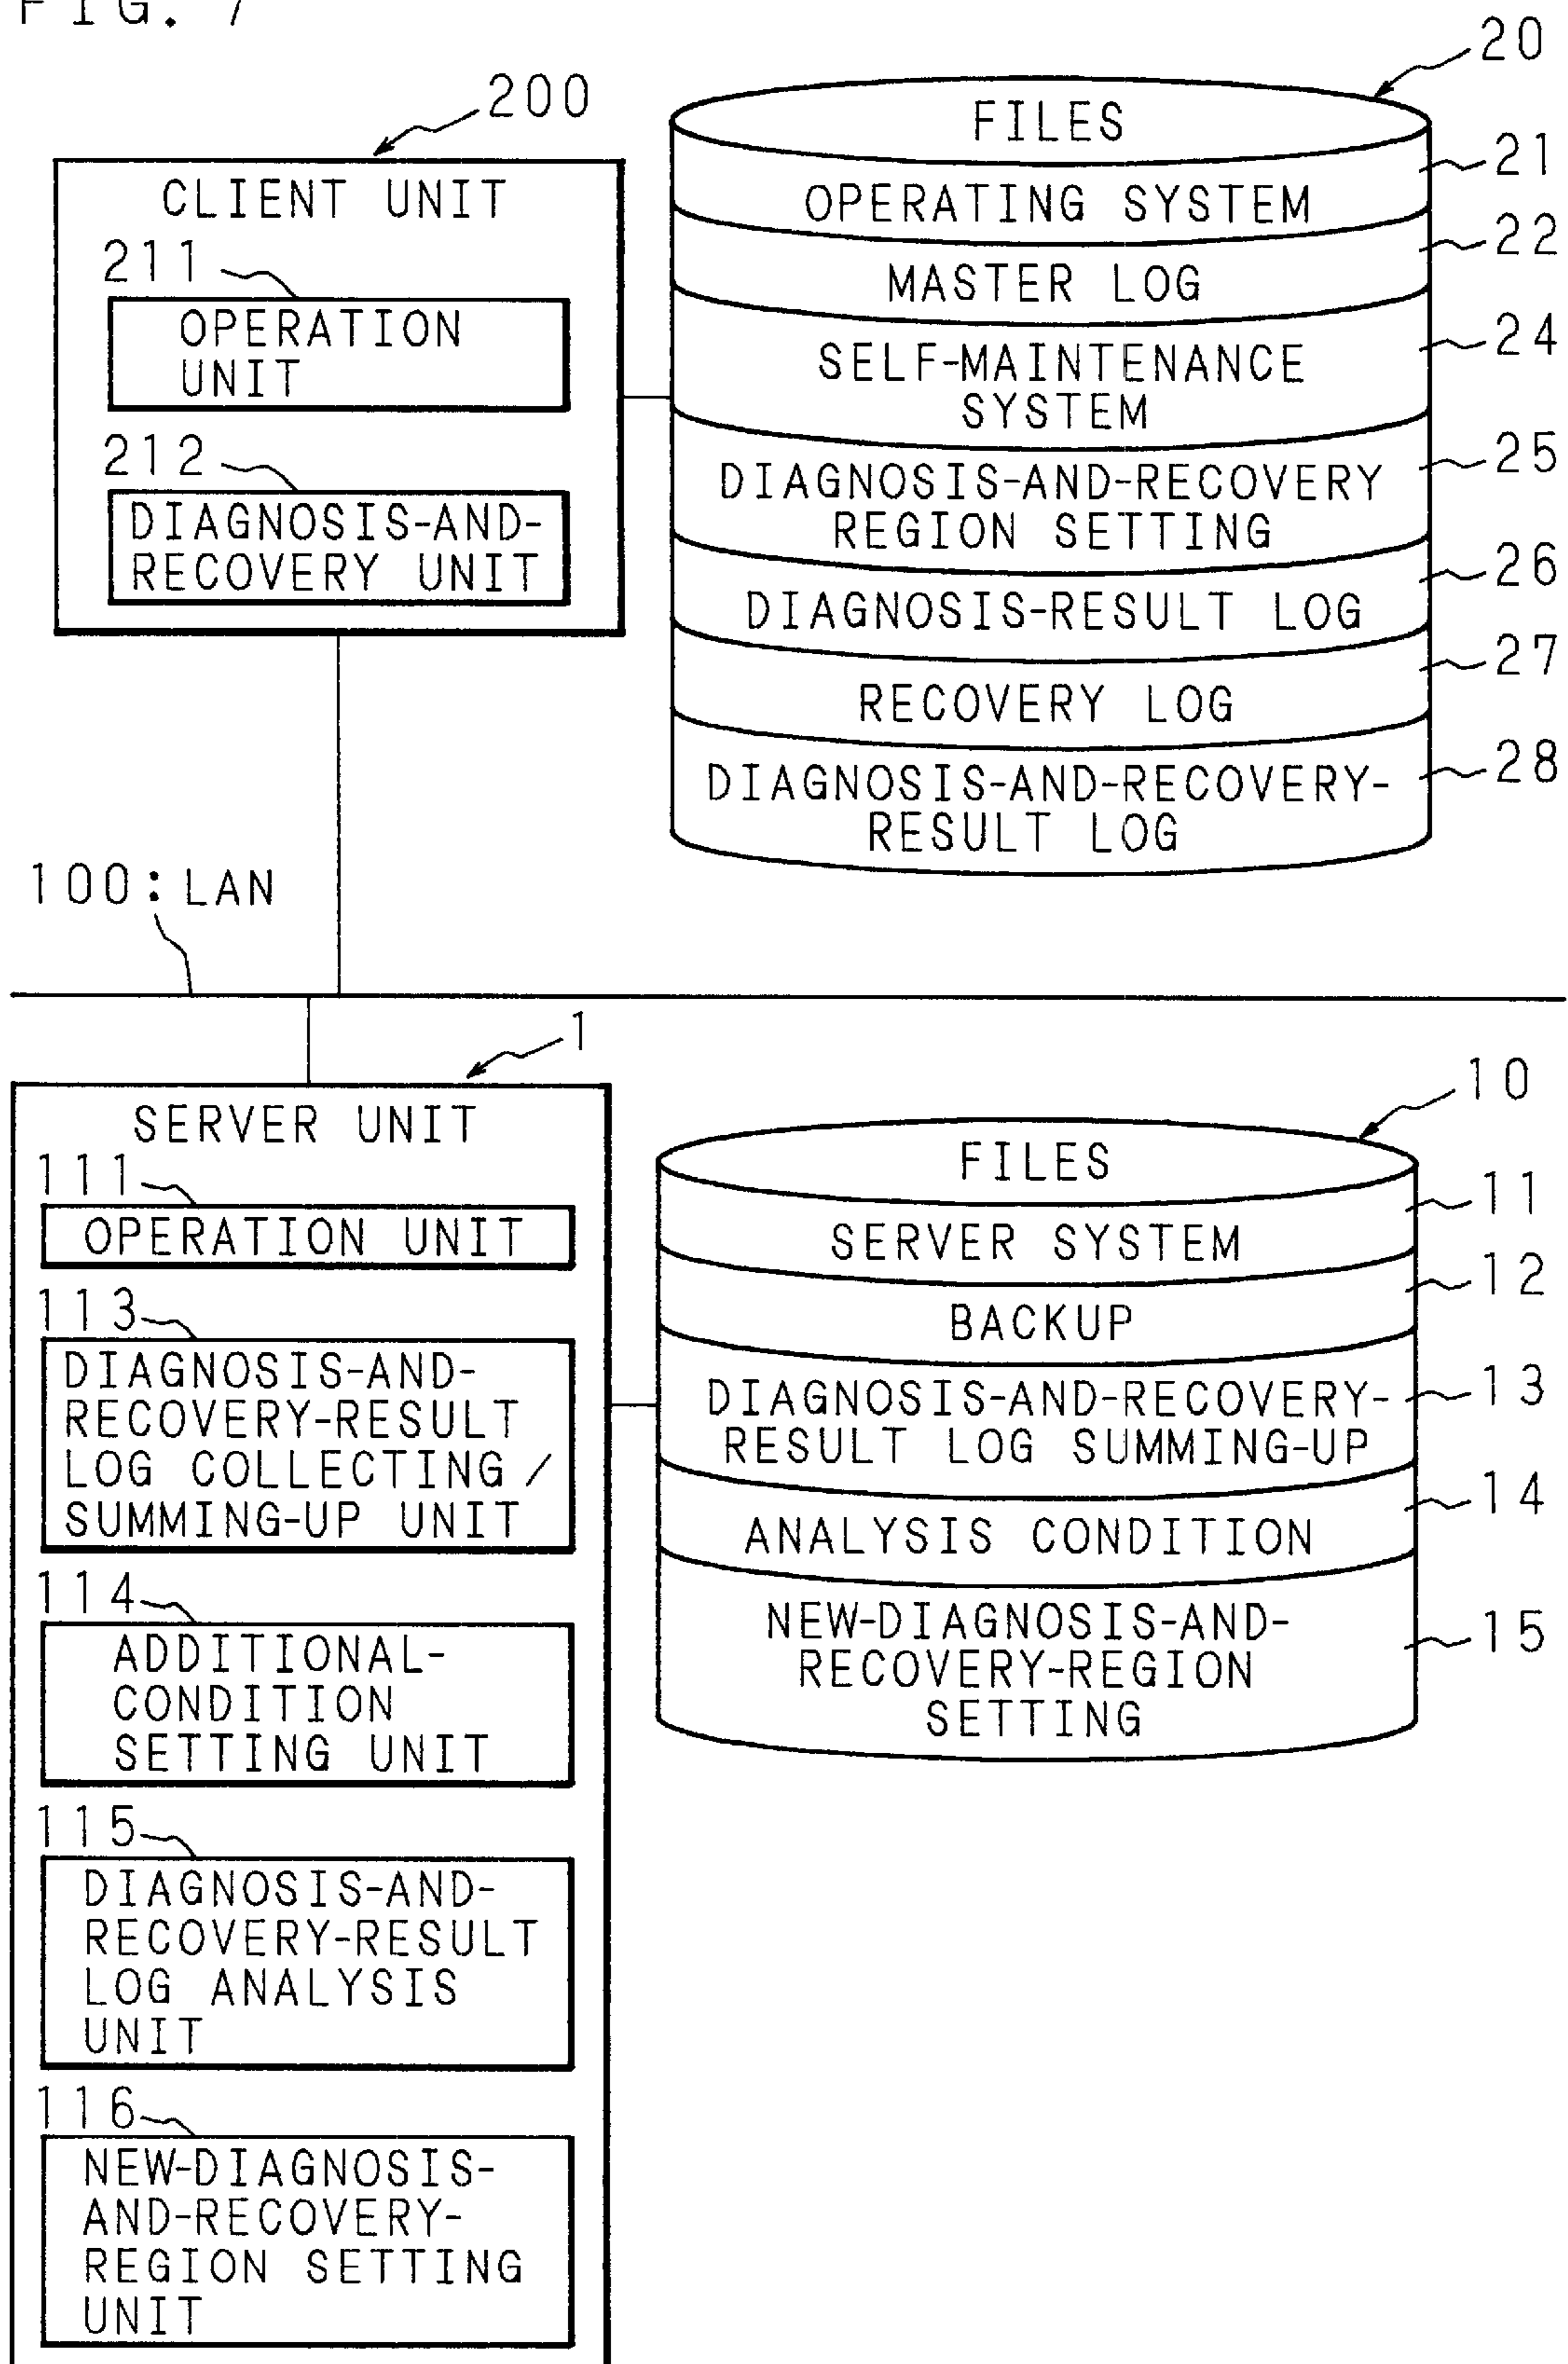 FIG. 7
200
CLIENT UNIT
211
OPERATION
UNIT
212
DIAGNOSIS-AND-
RECOVERY UNIT
20
FILES
21
OPERATING SYSTEM
22
MASTER LOG
24
SELF-MAINTENANCE
SYSTEM
25
DIAGNOSIS-AND-RECOVERY
REGION SETTING
26
DIAGNOSIS-RESULT LOG
27
RECOVERY LOG
28
DIAGNOSIS-AND-RECOVERY-
RESULT LOG
100:LAN
1
SERVER UNIT
111
OPERATION UNIT
113
DIAGNOSIS-AND-
RECOVERY-RESULT
LOG COLLECTING/
SUMMING-UP UNIT
114
ADDITIONAL-
CONDITION
SETTING UNIT
115
DIAGNOSIS-AND-
RECOVERY-RESULT
LOG ANALYSIS
UNIT
116
NEW-DIAGNOSIS-
AND-RECOVERY-
REGION SETTING
UNIT
10
FILES
11
SERVER SYSTEM
12
BACKUP
13
DIAGNOSIS-AND-RECOVERY-
RESULT LOG SUMMING-UP
14
ANALYSIS CONDITION
15
NEW-DIAGNOSIS-AND-
RECOVERY-REGION
SETTING